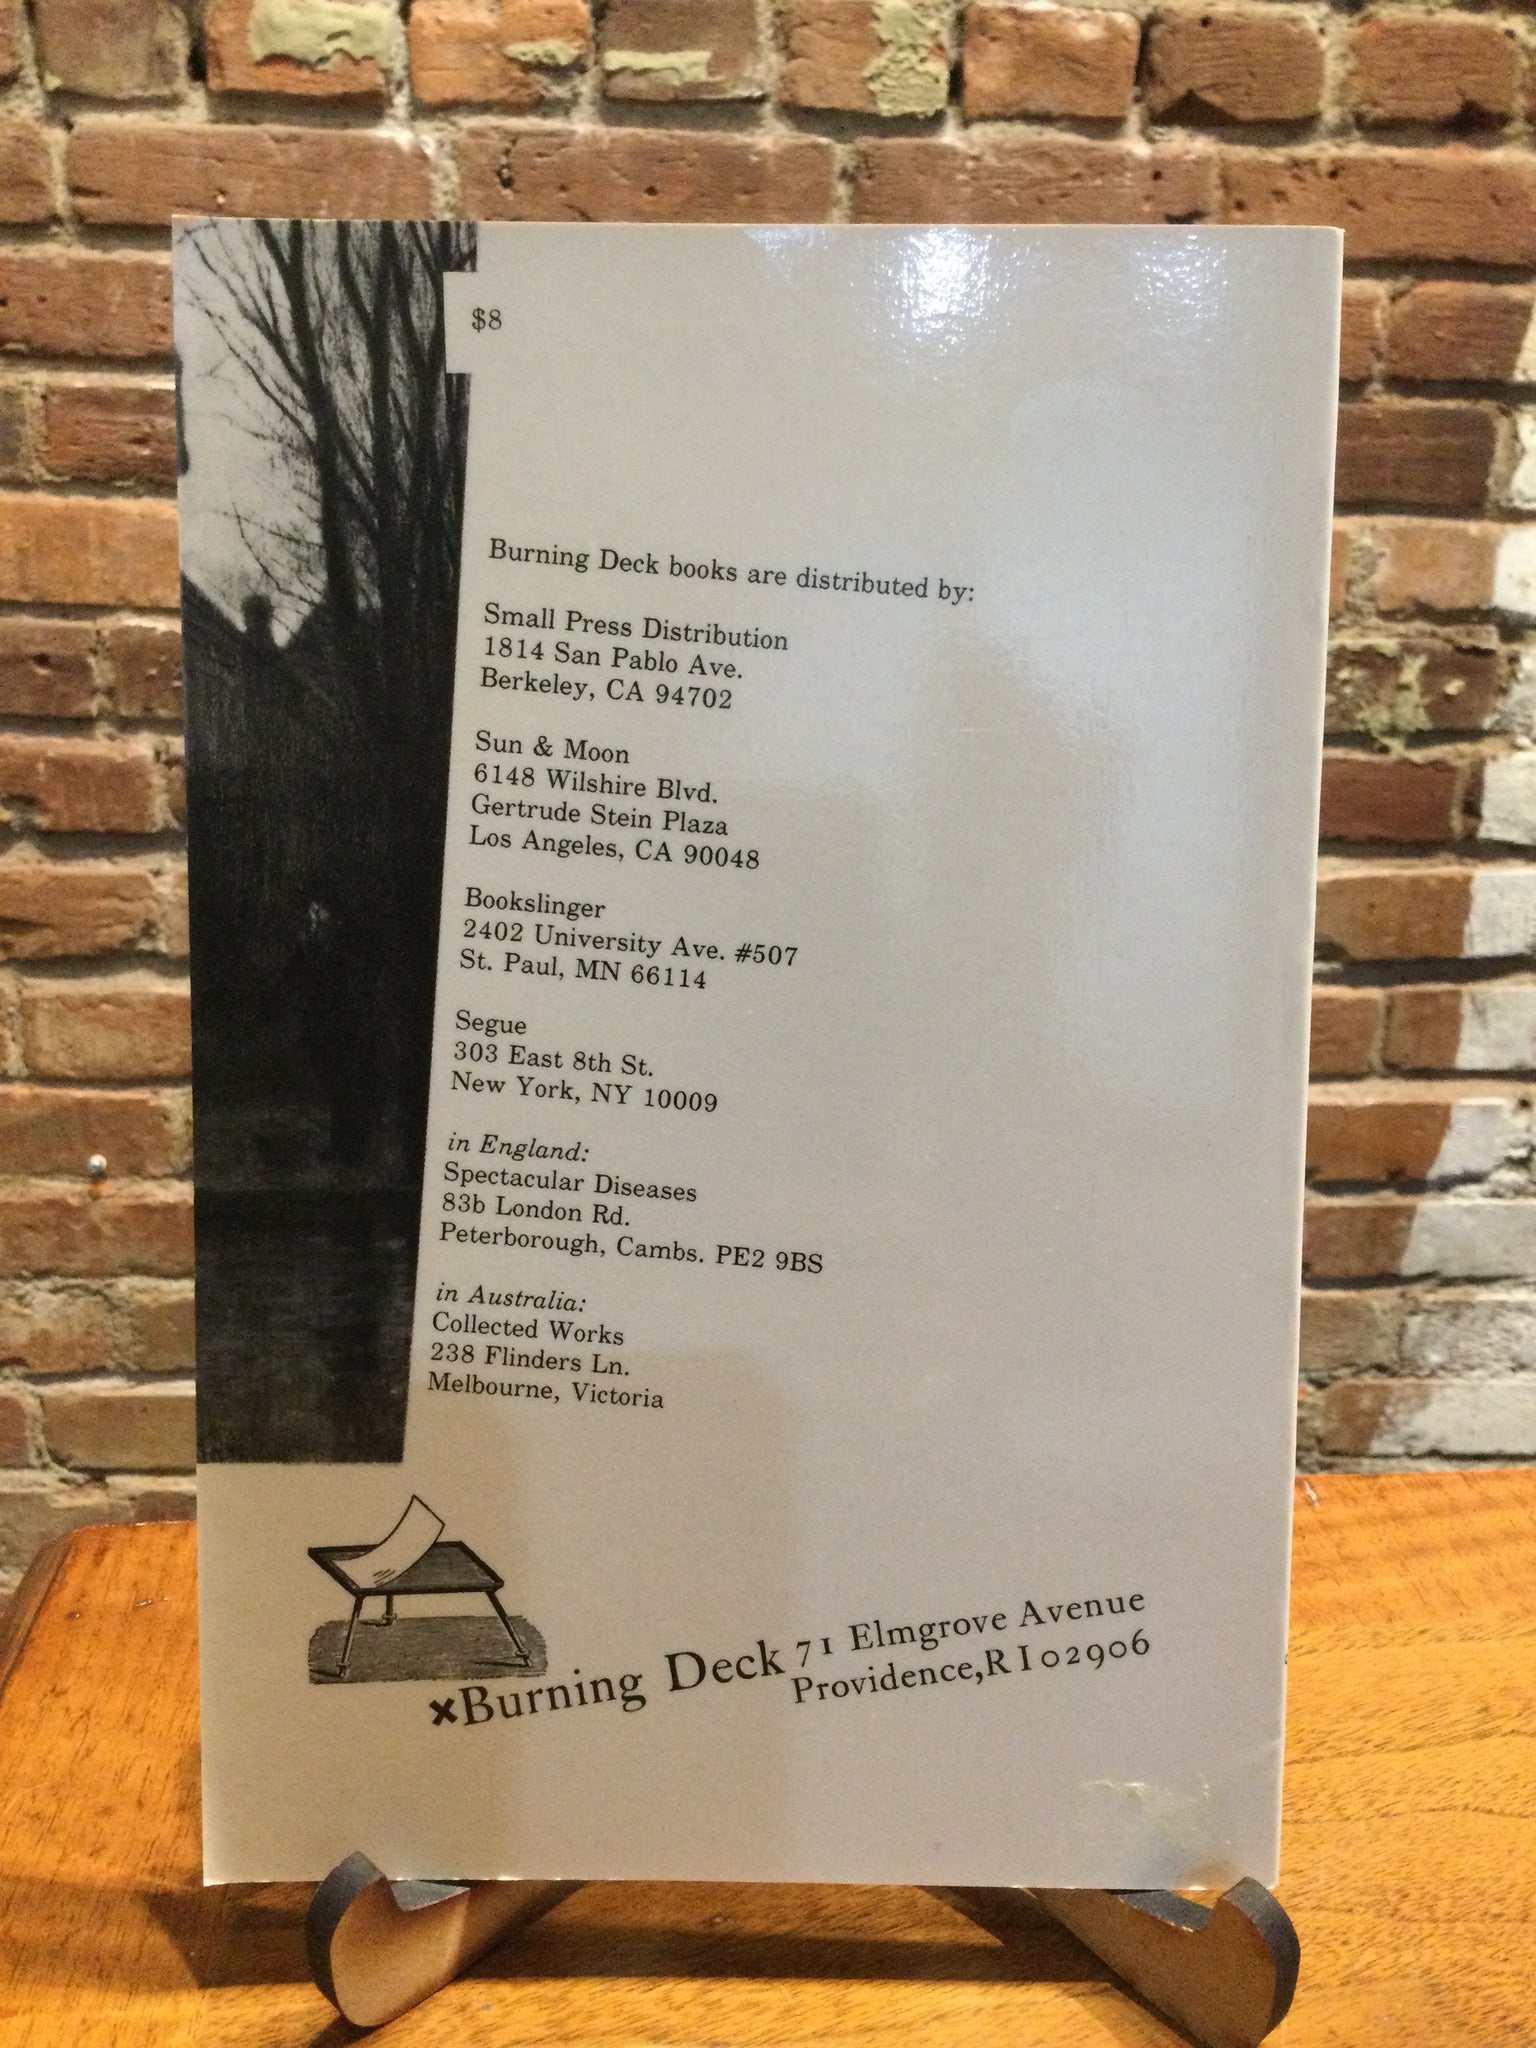 $8
Burning Deck books are distributed by:
Small Press Distribution
1814 San Pablo Ave.
Berkeley, CA 94702
Sun & Moon
6148 Wilshire Blvd.
Gertrude Stein Plaza
Los Angeles, CA 90048
Bookslinger
2402 University Ave. #507
St. Paul, MN 66114
Segue
303 East 8th St.
New York, NY 10009
in England:
Spectacular Diseases
83b London Rd.
Peterborough, Cambs. PE2 9BS
in Australia:
Collected Works
238 Flinders Ln.
Melbourne, Victoria
Burning Deck
71 Elmgrove Avenue
Providence, RI 02906